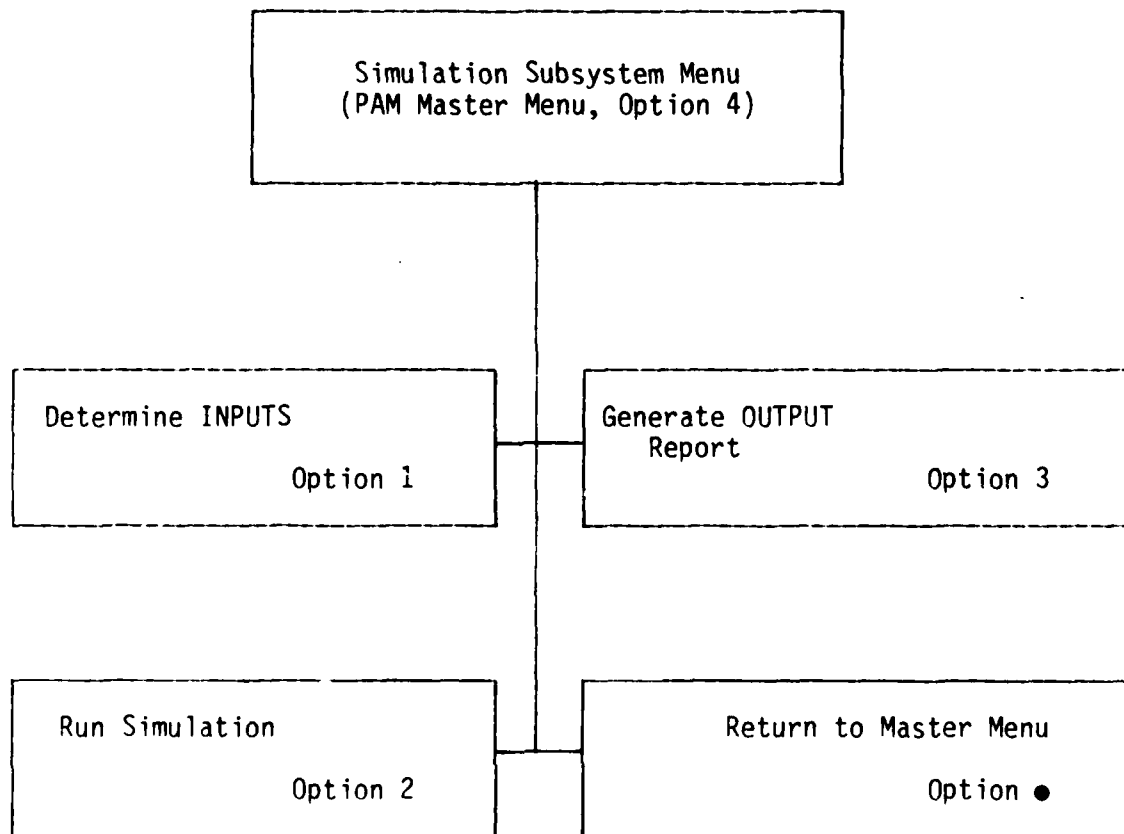 Simulation Subsystem Menu
(PAM Master Menu, Option 4)
Determine INPUTS
Option 1
Generate OUTPUT
Report
Option 3
Run Simulation
Option 2
Return to Master Menu
Option ●